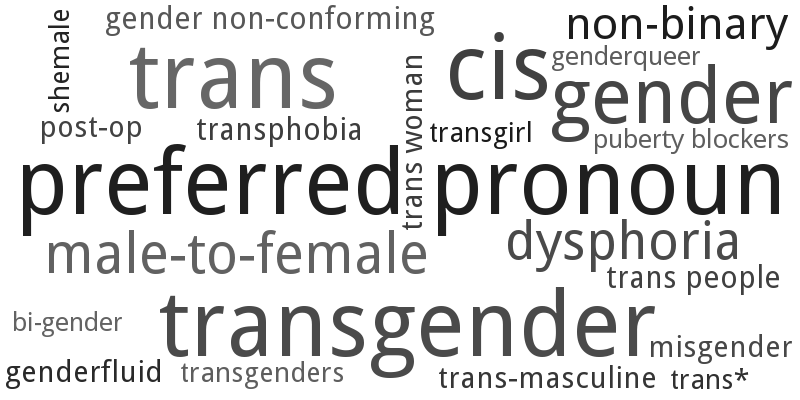 gender non-conforming
non-binary
shemale
trans
cis
genderqueer
gender
post-op
transphobia
trans woman
transgirl
puberty blockers
preferred pronoun
male-to-female
dysphoria
trans people
transgender
bi-gender
misgender
genderfluid
transgenders
trans-masculine
trans*